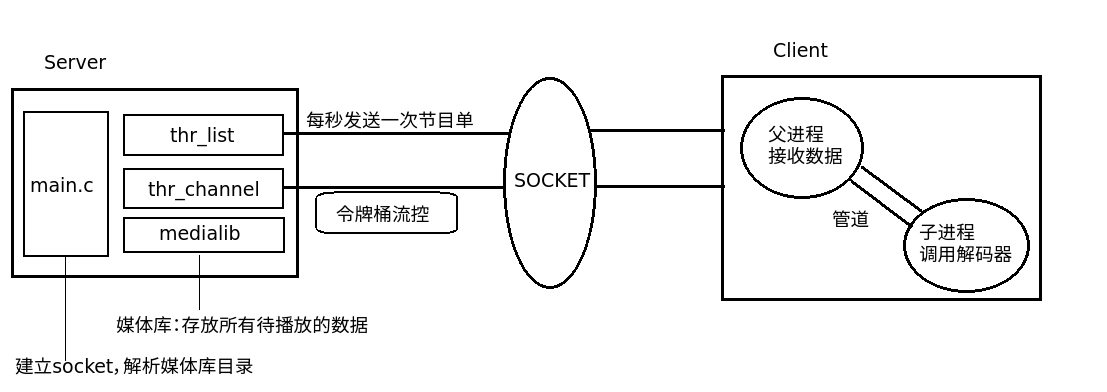 Server
Client
main.c
thr_list
thr_channel
medialib
每秒发送一次节目单
令牌桶流控
SOCKET
父进程
接收数据
管道
子进程
调用解码器
媒体库：存放所有待播放的数据
建立socket，解析媒体库目录